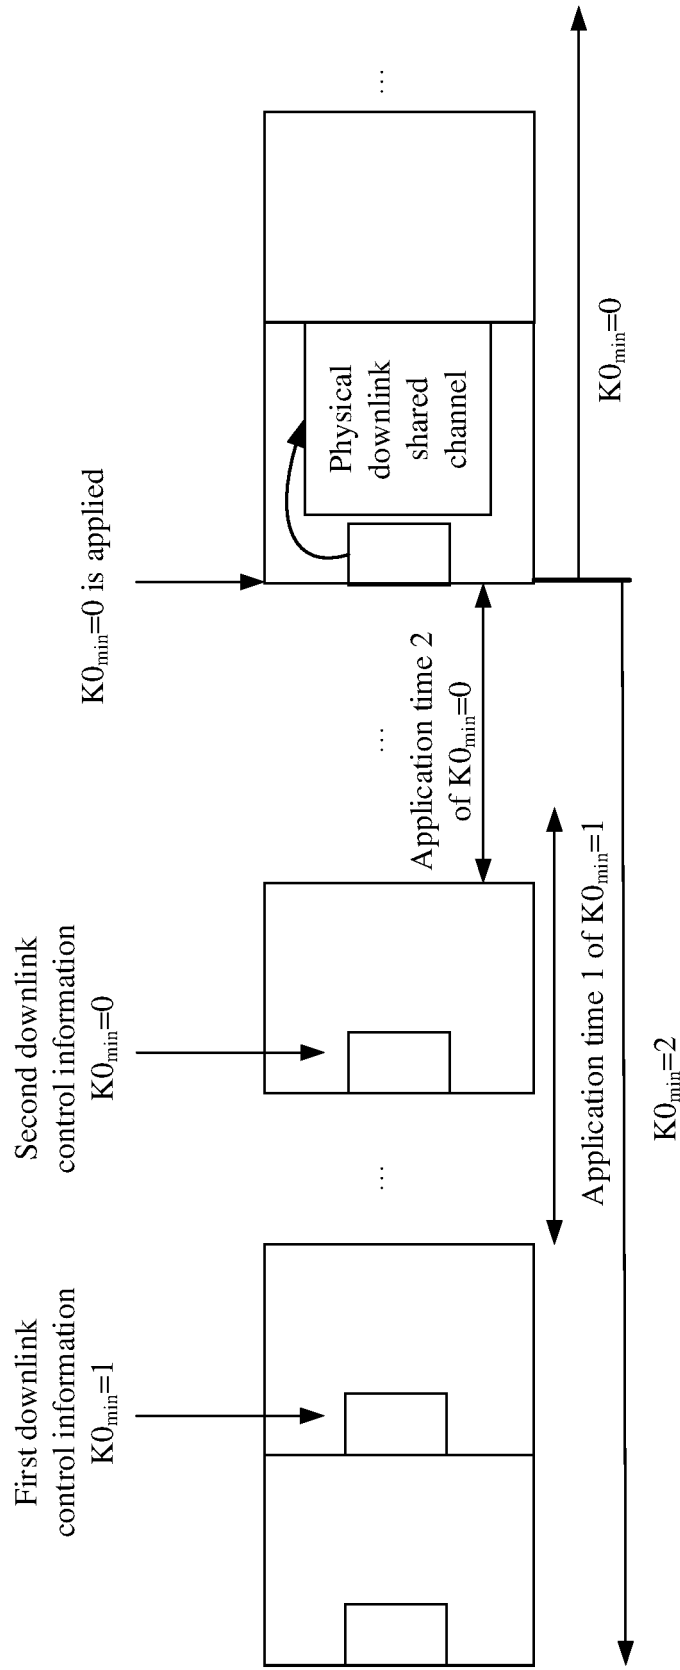 First downlink
control information
K0min=1
Second downlink
control information
K0min=0
K0min=0 is applied
…
…
…
Physical
downlink
shared
channel
Application time 2
of K0min=0
Application time 1 of K0min=1
K0min=2
K0min=0